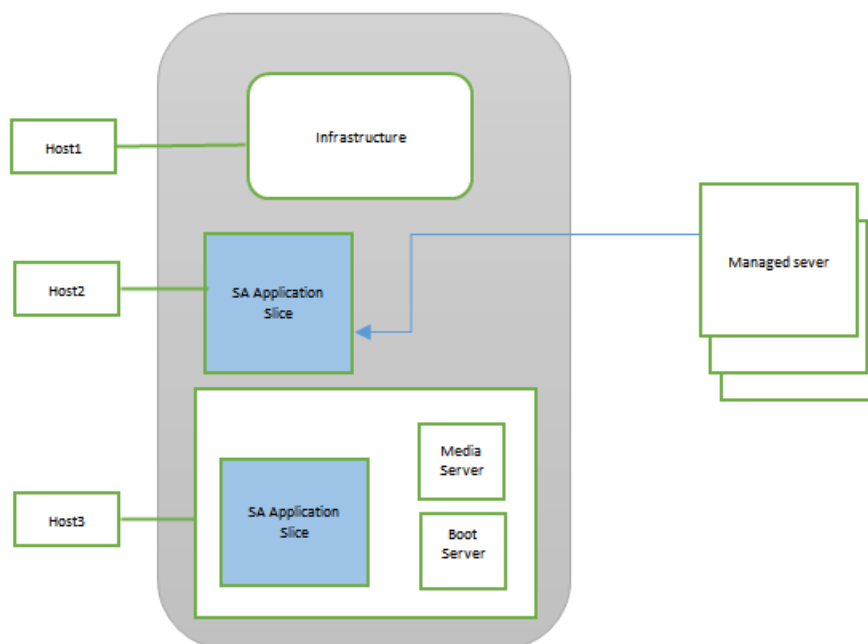 Infrastructure
Host1
Host2
SA Application
Slice
Managed sever
Host3
SA Application
Slice
Media
Server
Boot
Server